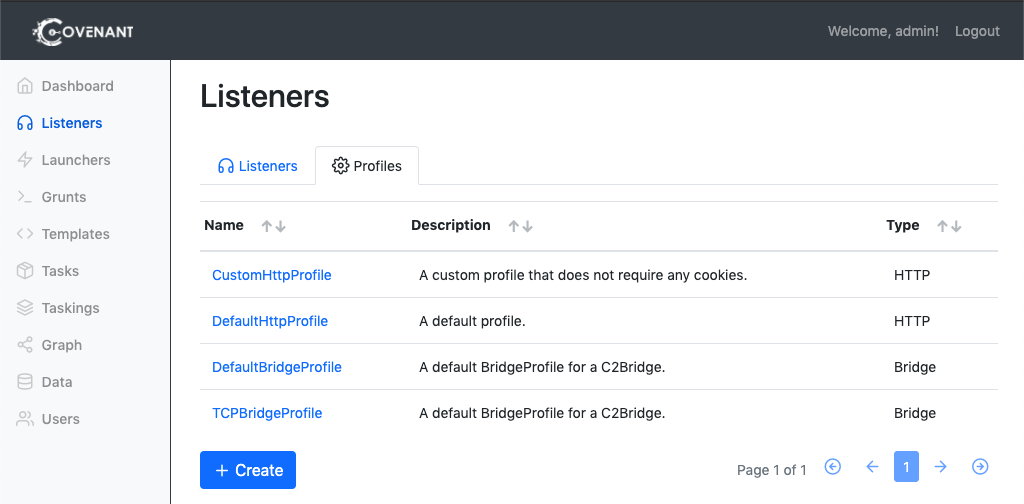 COVENANT
Welcome, admin! Logout
Dashboard
Listeners
Launchers
Grunts
Templates
Tasks
Taskings
Graph
Data
Users
Listeners
Listeners Profiles
Name Description Type
CustomHttpProfile A custom profile that does not require any cookies. HTTP
DefaultHttpProfile A default profile. HTTP
DefaultBridgeProfile A default BridgeProfile for a C2Bridge. Bridge
TCPBridgeProfile A default BridgeProfile for a C2Bridge. Bridge
+ Create Page 1 of 1 1